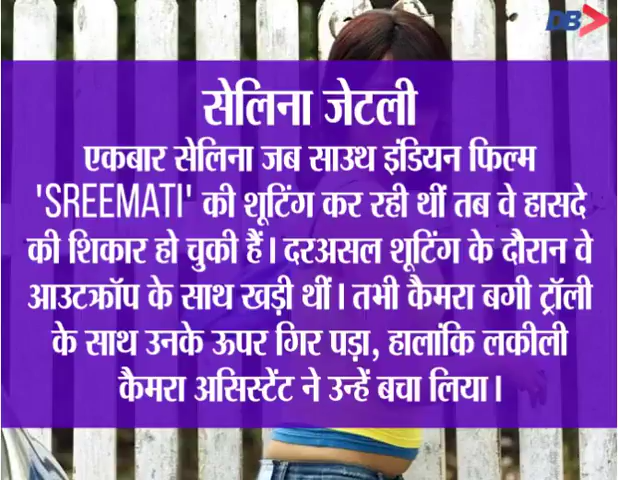 DB
सेलिना जेटली
एकबार सेलिना जब साउथ इंडियन फिल्म
'SREEMATI' की शूटिंग कर रही थीं तब वे हासदे
की शिकार हो चुकी हैं। दरअसल शूटिंग के दौरान वे
आउटक्रॉप के साथ खड़ी थीं। तभी कैमरा बगी ट्रॉली
के साथ उनके ऊपर गिर पड़ा, हालांकि लकीली
कैमरा असिस्टेंट ने उन्हें बचा लिया।